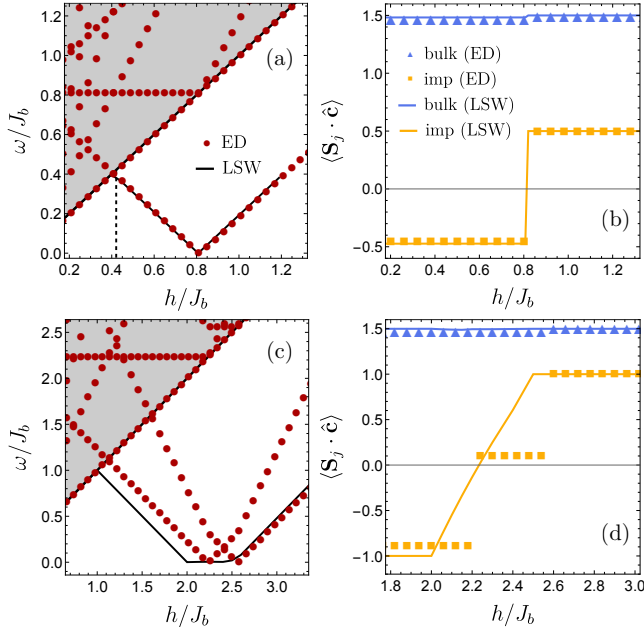 (a)
ω/J_b
1.2
1.0
0.8
0.6
0.4
0.2
0.0
ED
LSW
0.2 0.4 0.6 0.8 1.0 1.2
h/J_b
(b)
⟨S_j · ĉ⟩
1.5
1.0
0.5
0.0
−0.5
bulk (ED)
imp (ED)
bulk (LSW)
imp (LSW)
0.2 0.4 0.6 0.8 1.0 1.2
h/J_b
(c)
ω/J_b
2.5
2.0
1.5
1.0
0.5
0.0
1.0 1.5 2.0 2.5 3.0
h/J_b
(d)
⟨S_j · ĉ⟩
1.5
1.0
0.5
0.0
−0.5
−1.0
1.8 2.0 2.2 2.4 2.6 2.8 3.0
h/J_b